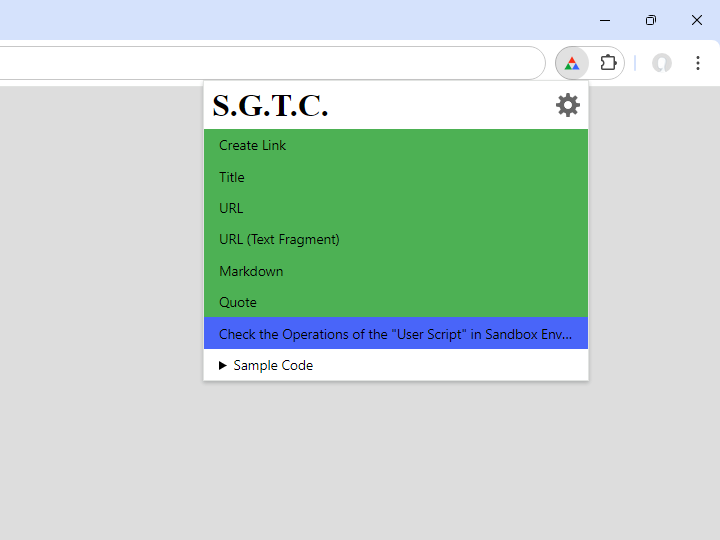 S.G.T.C.
Create Link
Title
URL
URL (Text Fragment)
Markdown
Quote
Check the Operations of the "User Script" in Sandbox Env...
Sample Code